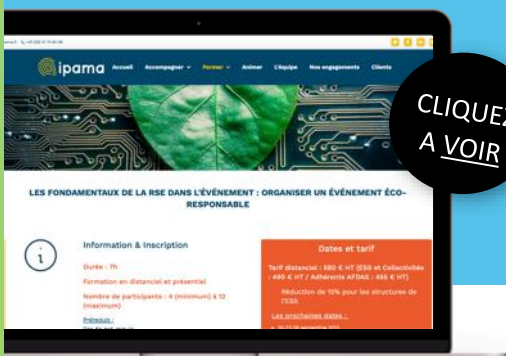 ipama
Accueil Accompagner Former Animer L'équipe Nos engagements Clients
CLIQUEZ
A VOIR
LES FONDAMENTAUX DE LA RSE DANS L'ÉVÉNEMENT : ORGANISER UN ÉVÉNEMENT ÉCO-
RESPONSABLE
i
Information & Inscription
Durée : 7h
Formation en distanciel et présentiel
Nombre de participants : 4 (minimum) à 12
(maximum)
Prérequis :
Dates et tarif
Tarif distanciel : 580 € HT (ESS et Collectivités
: 490 € HT / Adhérents AFDAS : 456 € HT)
Réduction de 10% pour les structures de
l'ESS
Les prochaines dates :